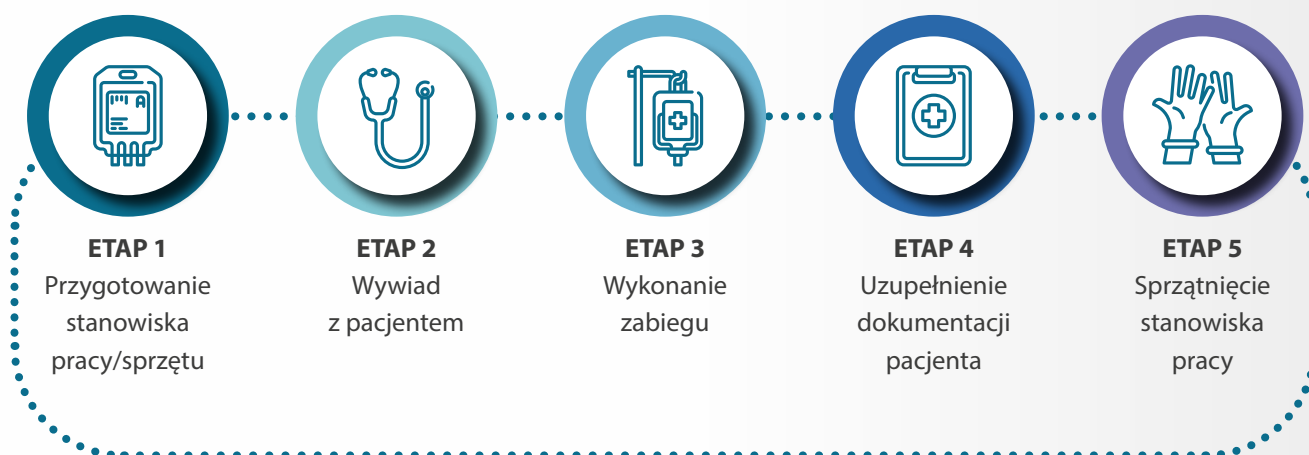 ETAP 1
Przygotowanie
stanowiska
pracy/sprzętu
ETAP 2
Wywiad
z pacjentem
ETAP 3
Wykonanie
zabiegu
ETAP 4
Uzupełnienie
dokumentacji
pacjenta
ETAP 5
Sprzątnięcie
stanowiska
pracy